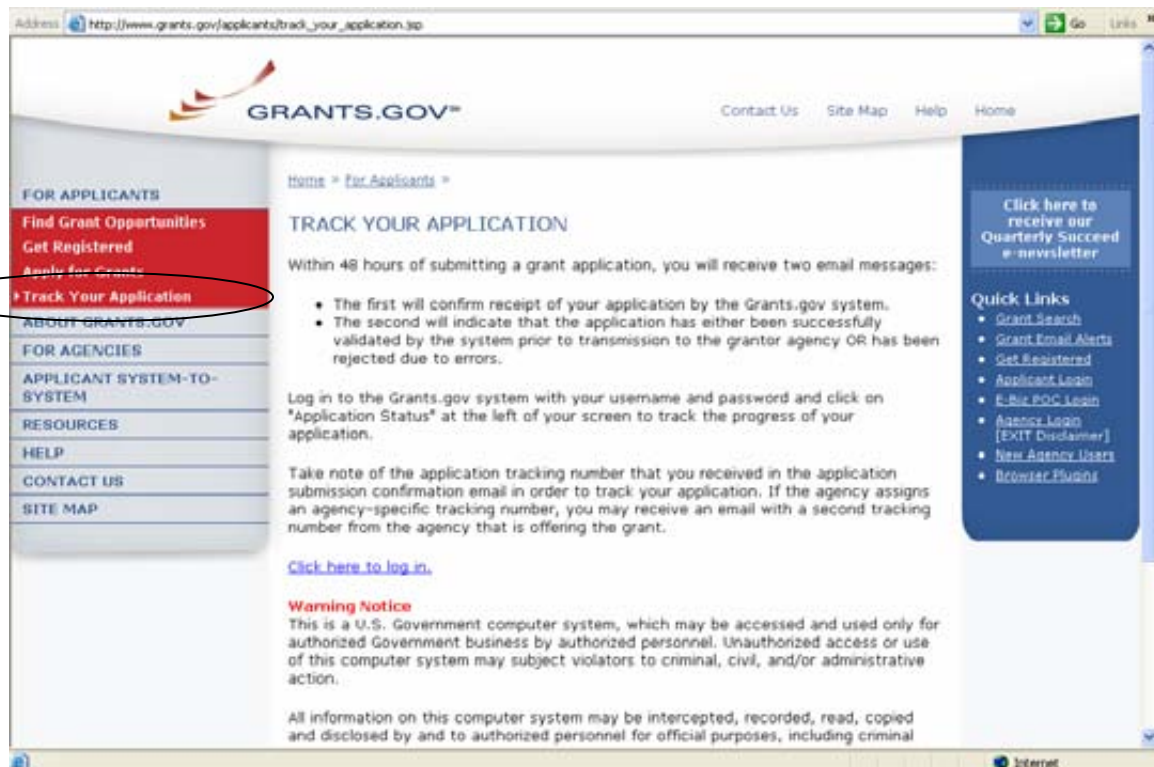 Address http://www.grants.gov/applicants/track_your_application.jsp Go Links »
GRANTS.GOV℠
Contact Us Site Map Help Home
FOR APPLICANTS
Find Grant Opportunities
Get Registered
Apply for Grants
Track Your Application
ABOUT GRANTS.GOV
FOR AGENCIES
APPLICANT SYSTEM-TO-
SYSTEM
RESOURCES
HELP
CONTACT US
SITE MAP
Home > For Applicants >
TRACK YOUR APPLICATION
Within 48 hours of submitting a grant application, you will receive two email messages:
• The first will confirm receipt of your application by the Grants.gov system.
• The second will indicate that the application has either been successfully
validated by the system prior to transmission to the grantor agency OR has been
rejected due to errors.
Log in to the Grants.gov system with your username and password and click on
"Application Status" at the left of your screen to track the progress of your
application.
Take note of the application tracking number that you received in the application
submission confirmation email in order to track your application. If the agency assigns
an agency-specific tracking number, you may receive an email with a second tracking
number from the agency that is offering the grant.
Click here to log in.
Warning Notice
This is a U.S. Government computer system, which may be accessed and used only for
authorized Government business by authorized personnel. Unauthorized access or use
of this computer system may subject violators to criminal, civil, and/or administrative
action.
All information on this computer system may be intercepted, recorded, read, copied
and disclosed by and to authorized personnel for official purposes, including criminal
Click here to
receive our
Quarterly Succeed
e-newsletter
Quick Links
• Grant Search
• Grant Email Alerts
• Get Registered
• Applicant Login
• E-Biz POC Login
• Agency Login
[EXIT Disclaimer]
• New Agency Users
• Browser Plugins
Internet